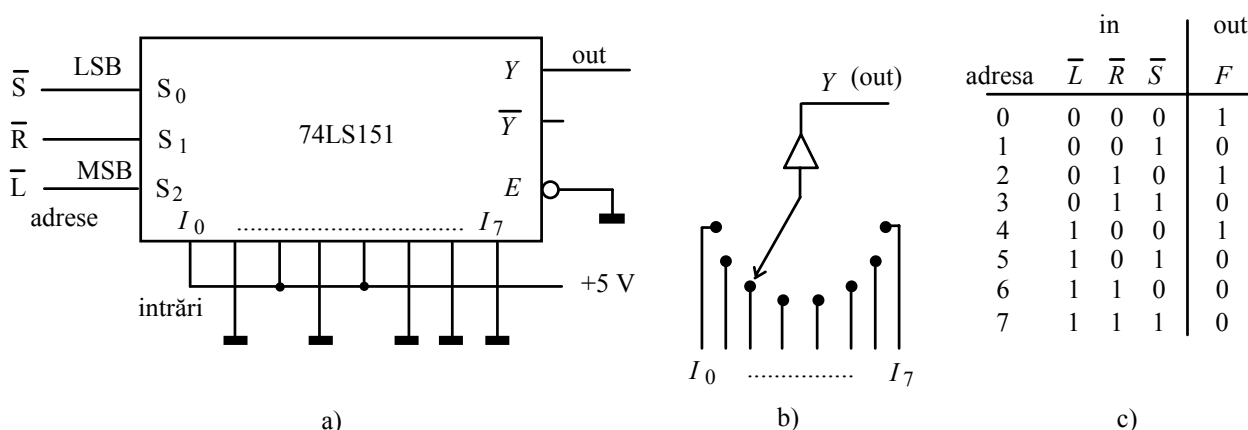 LSB
S̅ S0 Y out
R̅ S1 74LS151 Y̅
MSB
L̅ S2 E
adrese
I0 ........................................ I7
+5 V
intrări
a)
Y (out)
I0 .................... I7
b)
in out
adresa L̅ R̅ S̅ F
0 0 0 0 1
1 0 0 1 0
2 0 1 0 1
3 0 1 1 0
4 1 0 0 1
5 1 0 1 0
6 1 1 0 0
7 1 1 1 0
c)